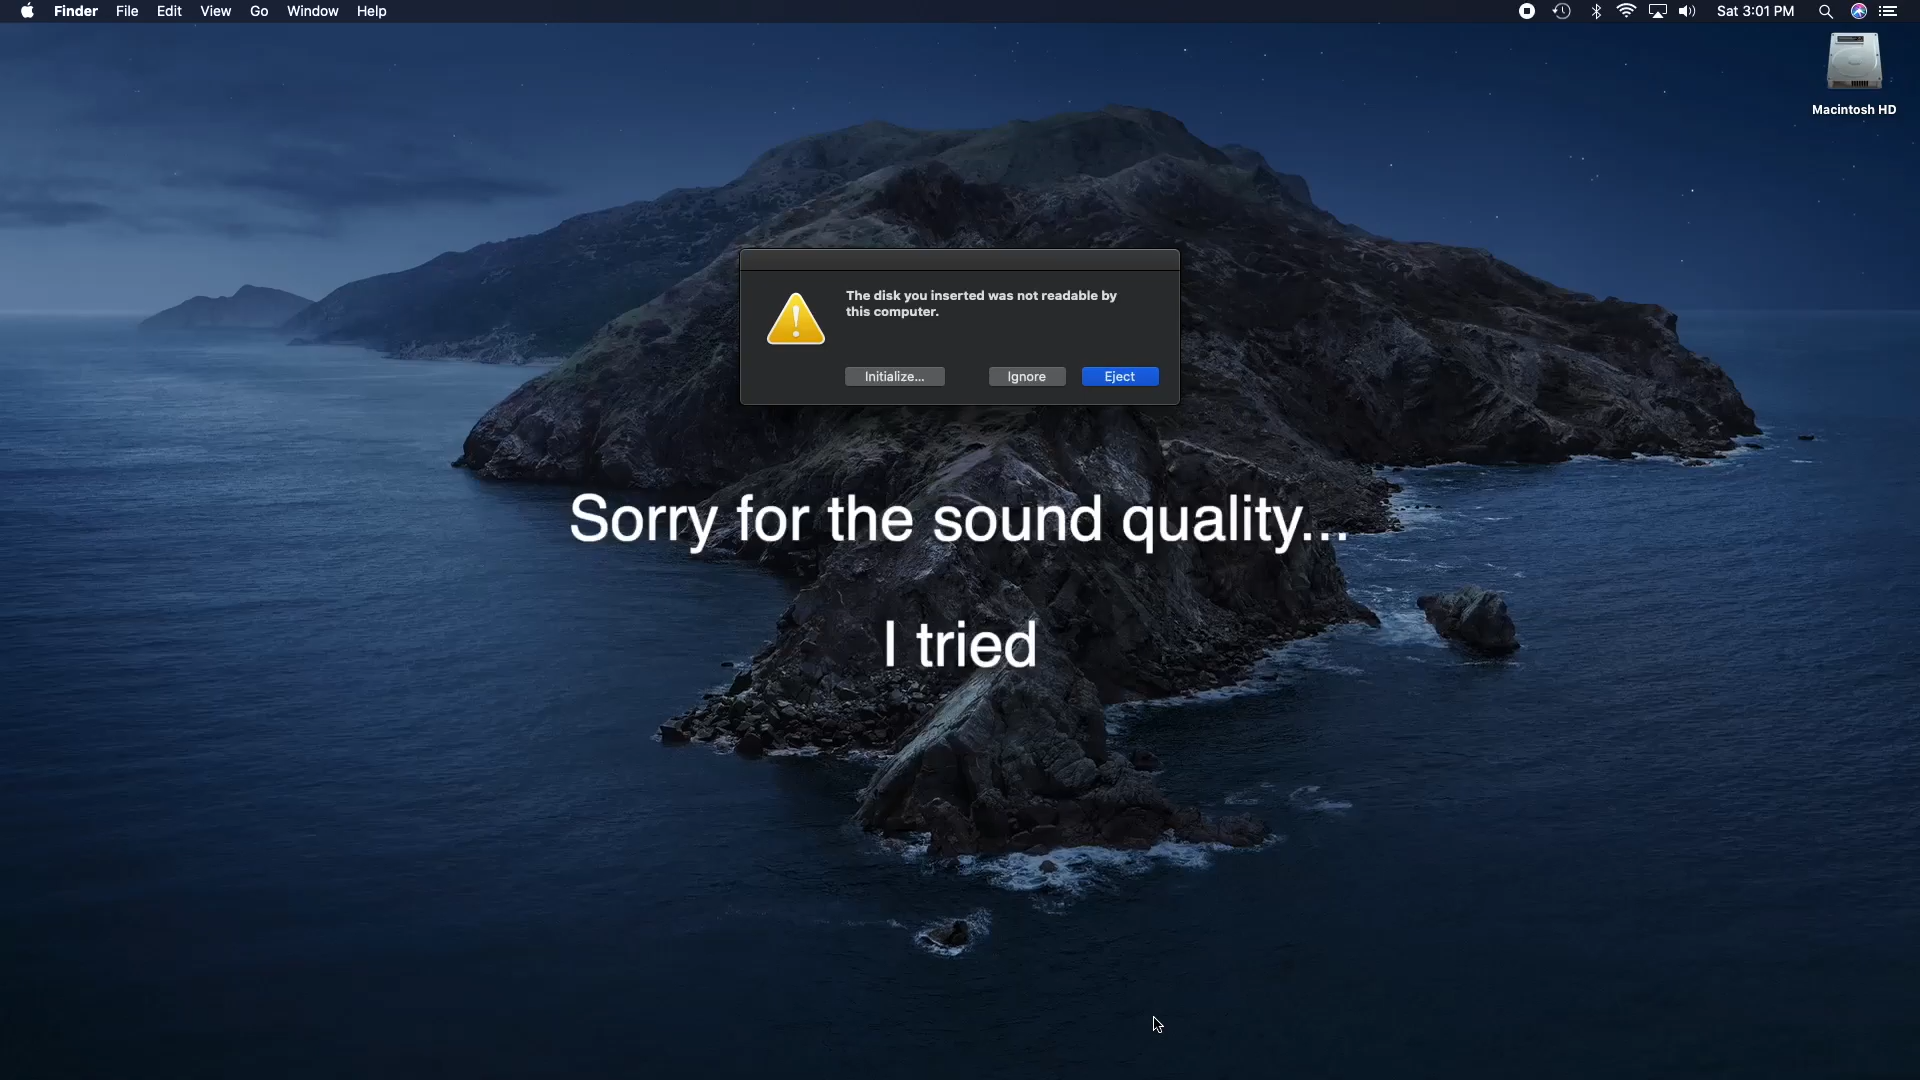 Finder File Edit View Go Window Help Sat 3:01 PM
Macintosh HD
The disk you inserted was not readable by
this computer.
Initialize... Ignore Eject
Sorry for the sound quality...
I tried